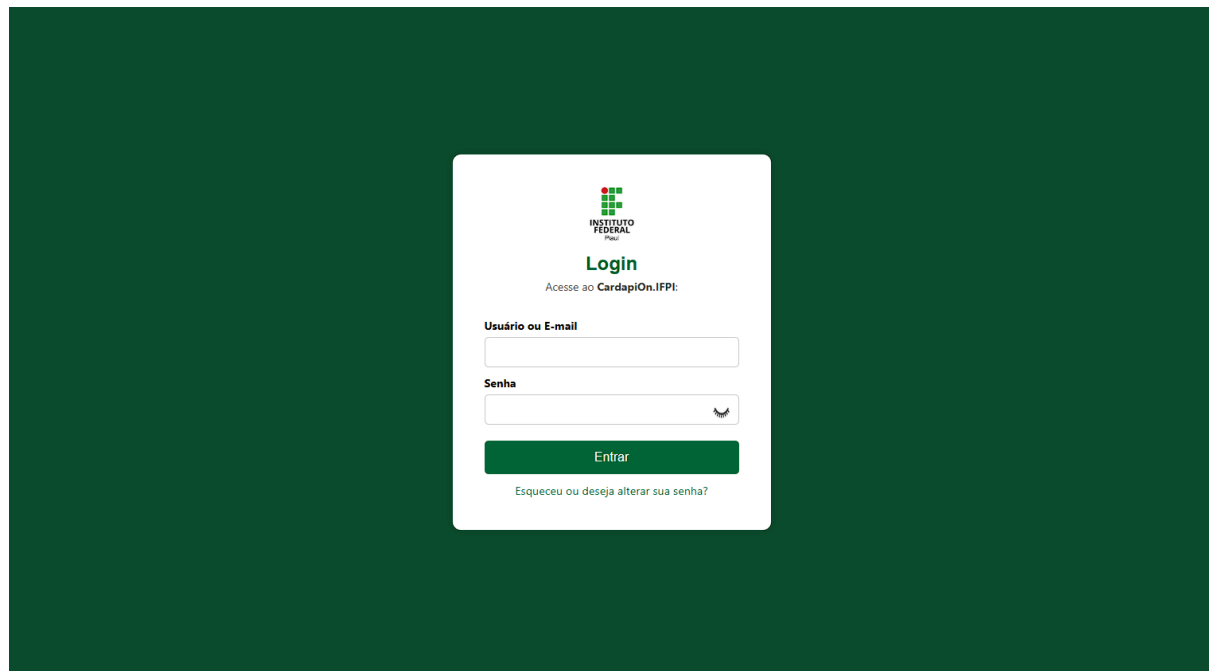 INSTITUTO
FEDERAL
Piauí
Login
Acesse ao CardapiOn.IFPI:
Usuário ou E-mail
Senha
Entrar
Esqueceu ou deseja alterar sua senha?